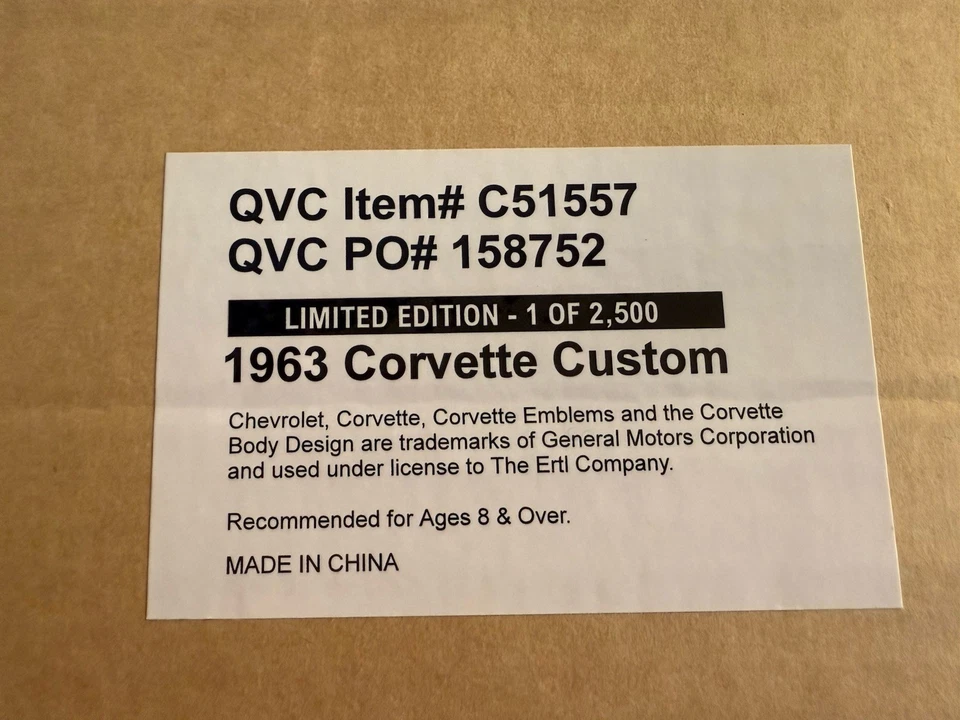 QVC Item# C51557
QVC PO# 158752
LIMITED EDITION - 1 OF 2,500
1963 Corvette Custom
Chevrolet, Corvette, Corvette Emblems and the Corvette
Body Design are trademarks of General Motors Corporation
and used under license to The Ertl Company.
Recommended for Ages 8 & Over.
MADE IN CHINA